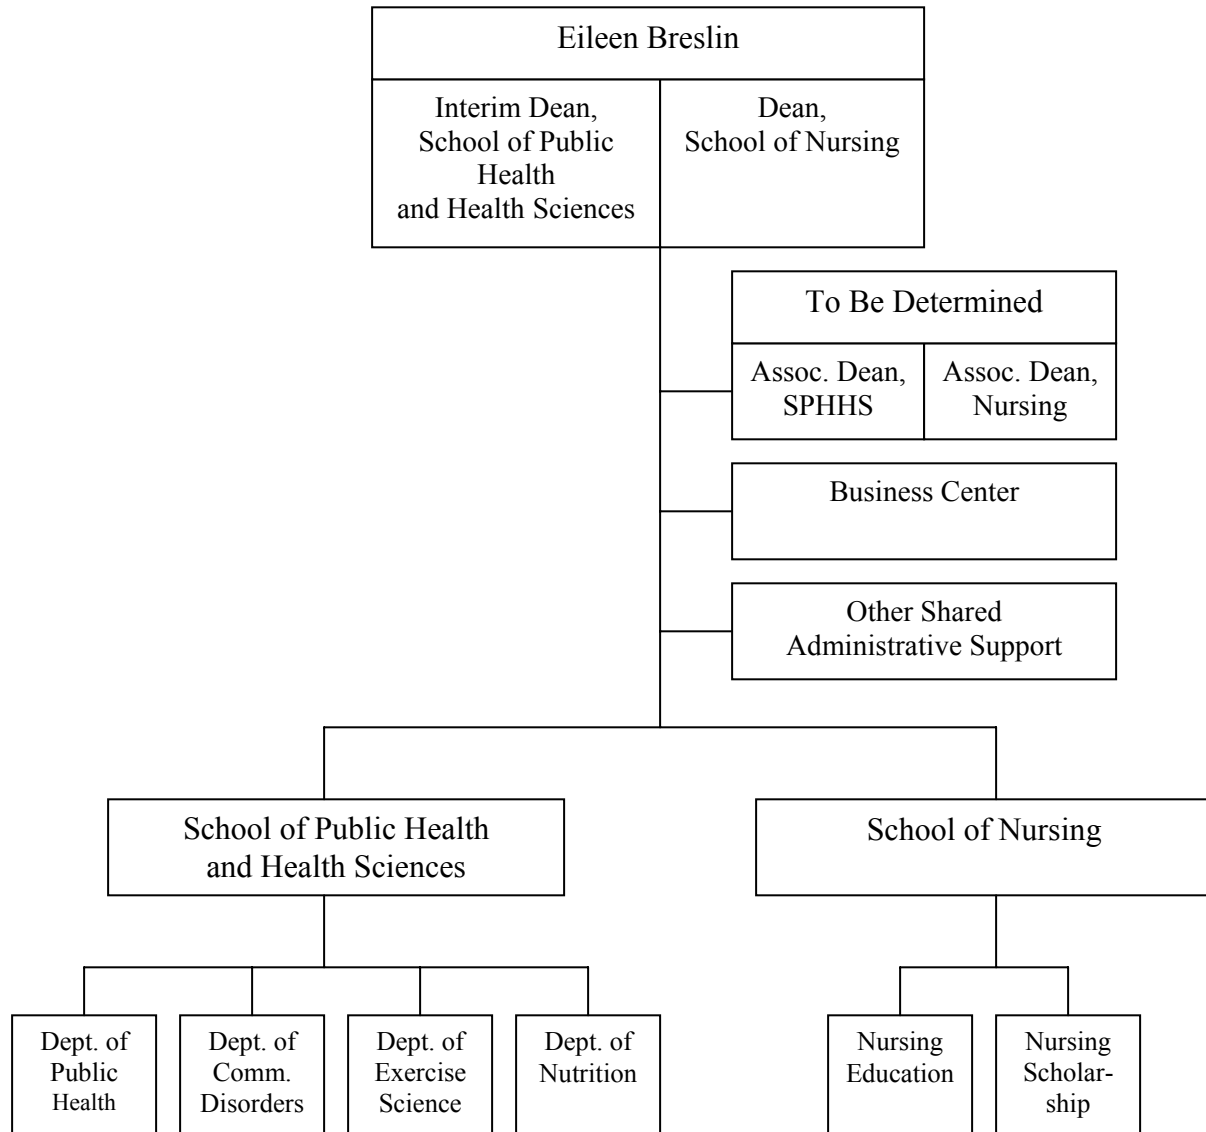 Eileen Breslin
Interim Dean,
School of Public
Health
and Health Sciences
Dean,
School of Nursing
To Be Determined
Assoc. Dean,
SPHHS
Assoc. Dean,
Nursing
Business Center
Other Shared
Administrative Support
School of Public Health
and Health Sciences
School of Nursing
Dept. of
Public
Health
Dept. of
Comm.
Disorders
Dept. of
Exercise
Science
Dept. of
Nutrition
Nursing
Education
Nursing
Scholar-
ship